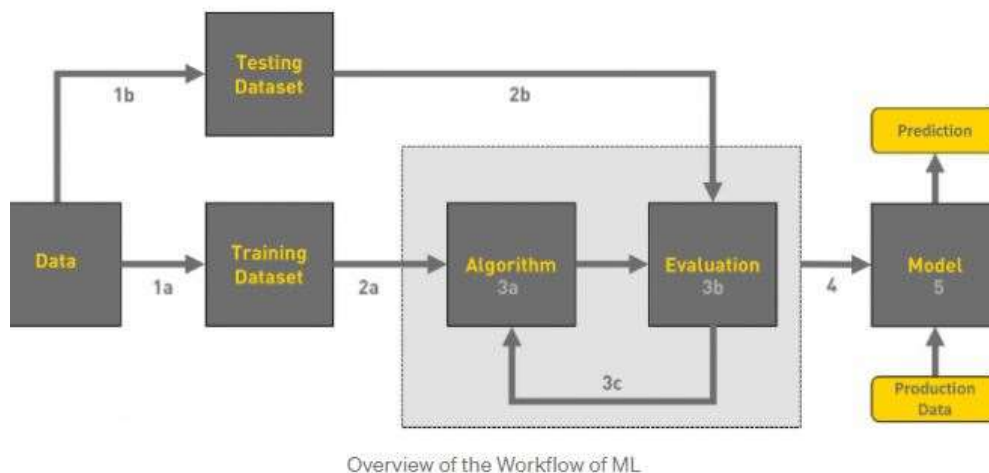 Testing
Dataset
1b
2b
Prediction
Data
1a
Training
Dataset
2a
Algorithm
3a
Evaluation
3b
4
Model
5
3c
Production
Data
Overview of the Workflow of ML